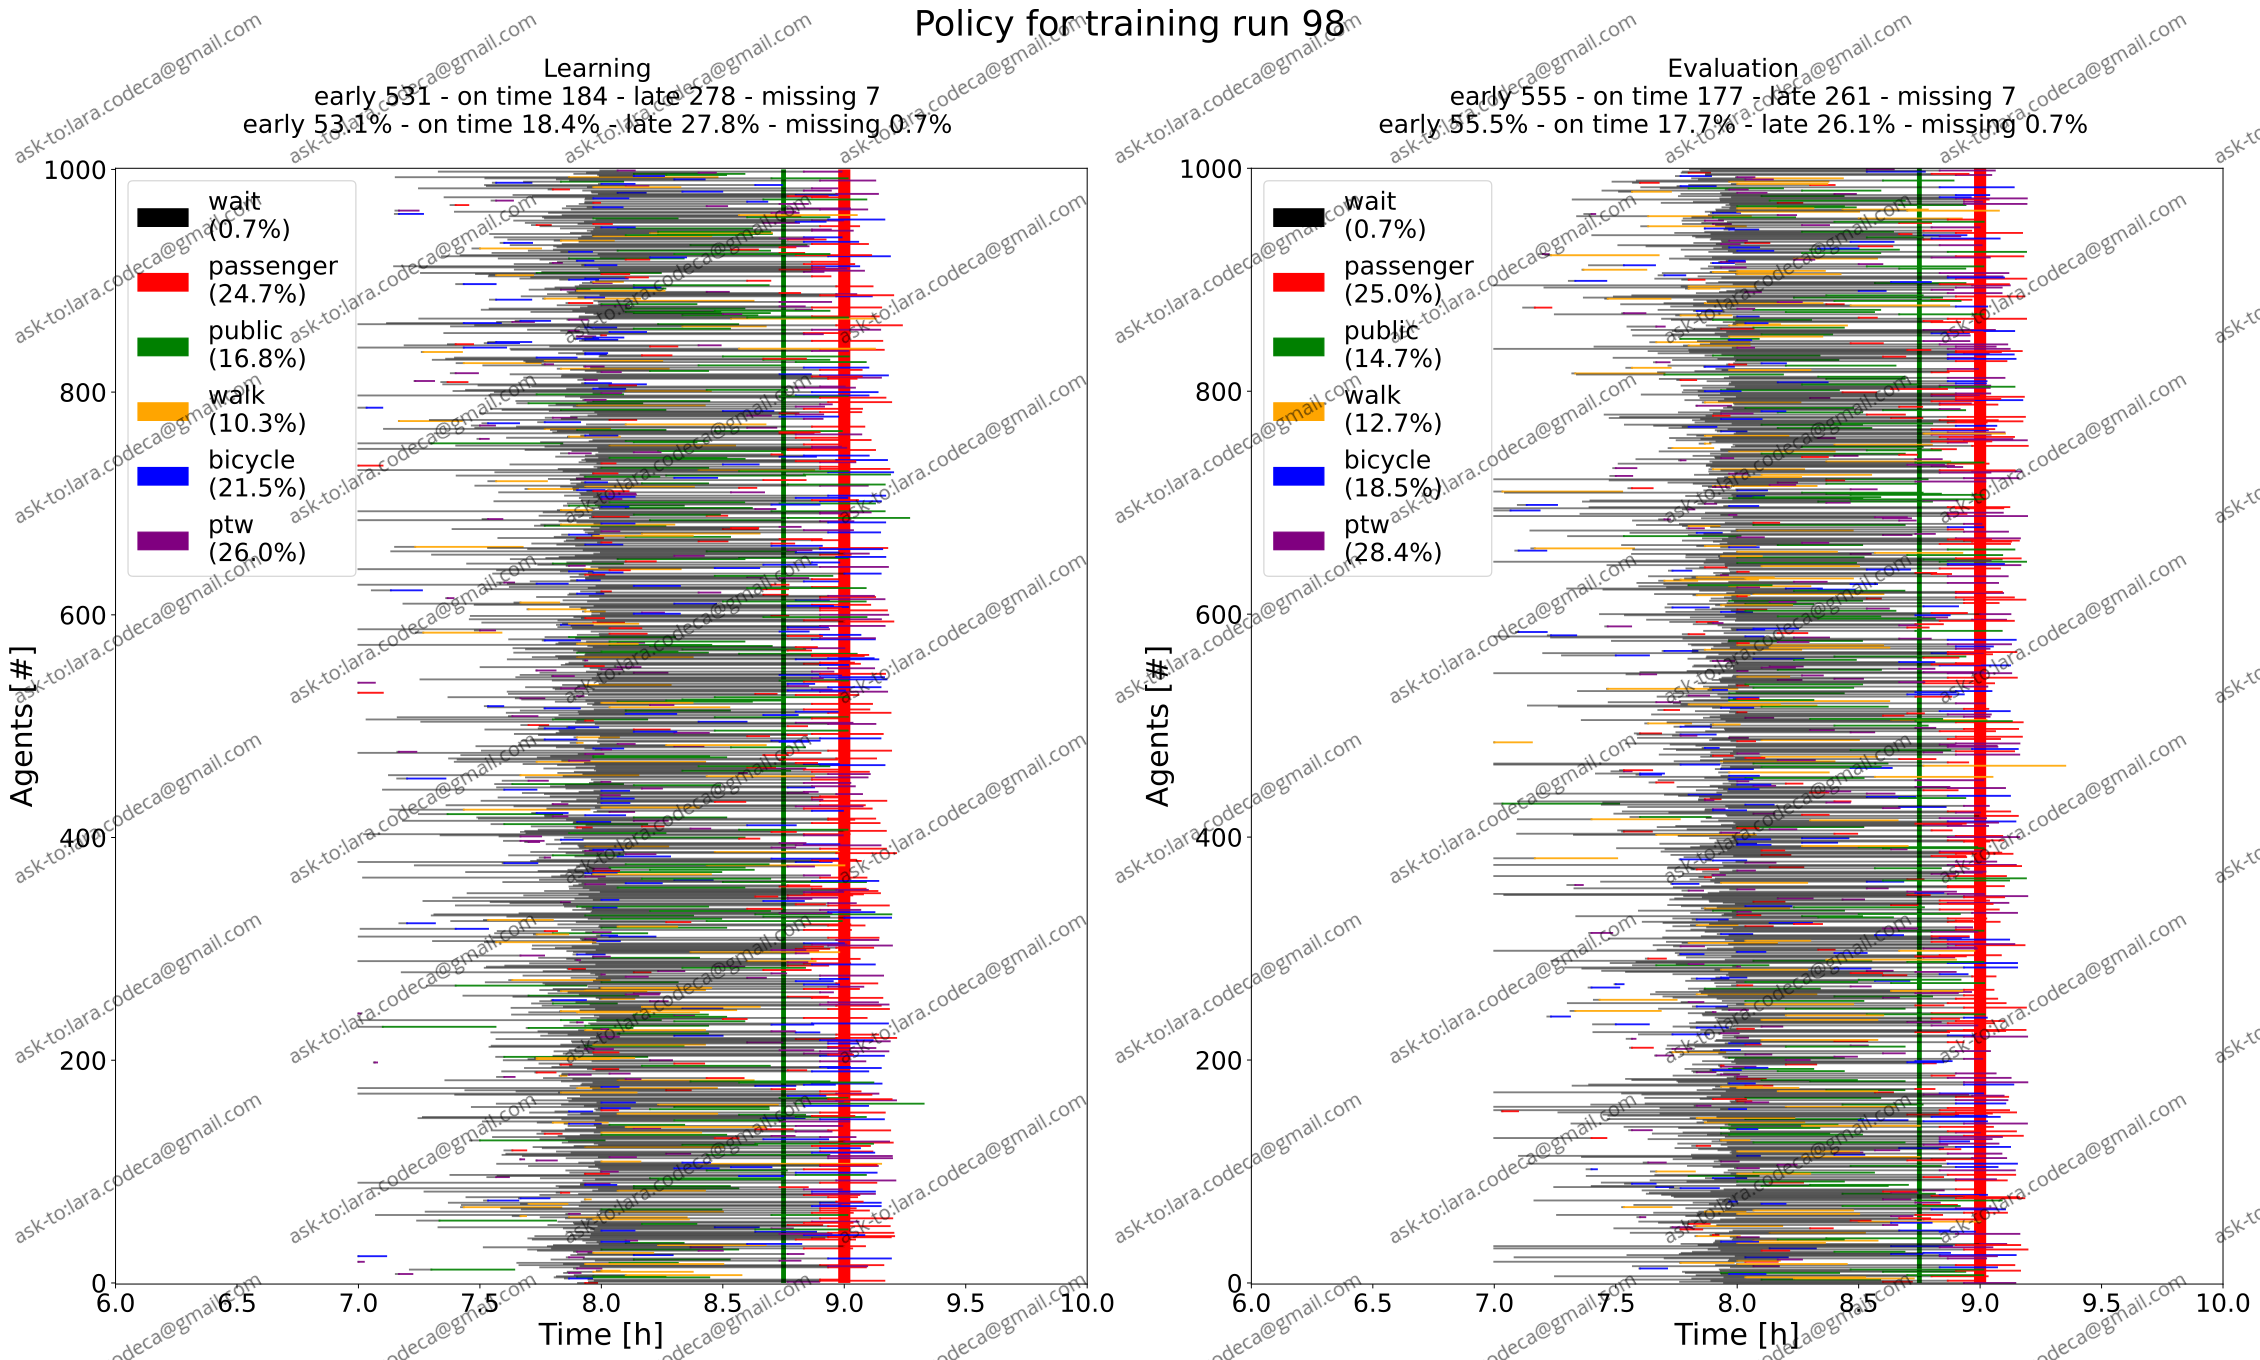 Policy for training run 98
Learning
early 531 - on time 184 - late 278 - missing 7
early 53.1% - on time 18.4% - late 27.8% - missing 0.7%
1000
800
600
400
200
0
Agents [#]
wait
(0.7%)
passenger
(24.7%)
public
(16.8%)
walk
(10.3%)
bicycle
(21.5%)
ptw
(26.0%)
6.0 6.5 7.0 7.5 8.0 8.5 9.0 9.5 10.0
Time [h]
Evaluation
early 555 - on time 177 - late 261 - missing 7
early 55.5% - on time 17.7% - late 26.1% - missing 0.7%
1000
800
600
400
200
0
Agents [#]
wait
(0.7%)
passenger
(25.0%)
public
(14.7%)
walk
(12.7%)
bicycle
(18.5%)
ptw
(28.4%)
6.0 6.5 7.0 7.5 8.0 8.5 9.0 9.5 10.0
Time [h]
ask-to:lara.codeca@gmail.com